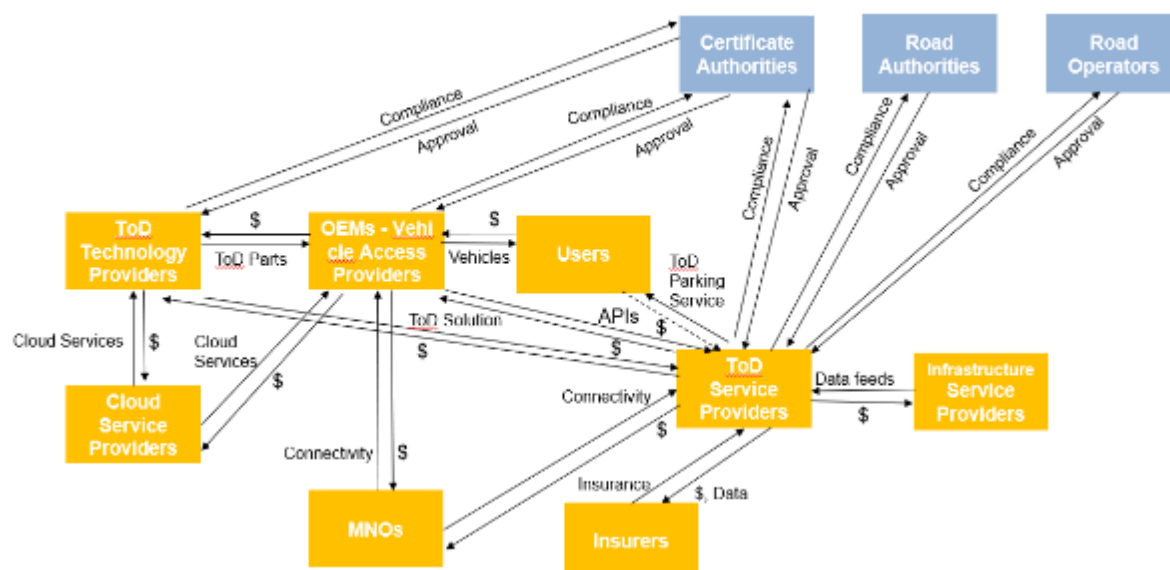 Certificate
Authorities
Road
Authorities
Road
Operators
Compliance
Approval
Compliance
Approval
Compliance
Approval
Compliance
Approval
Compliance
Approval
ToD
Technology
Providers
$
ToD Parts
OEMs - Vehi
cle Access
Providers
$
Vehicles
Users
ToD
Parking
Service
$
APIs
$
ToD Solution
$
Cloud Services
$
Cloud
Services
$
Cloud
Service
Providers
Connectivity
$
MNOs
Connectivity
$
ToD
Service
Providers
Data feeds
$
Infrastructure
Service
Providers
Insurance
$, Data
Insurers